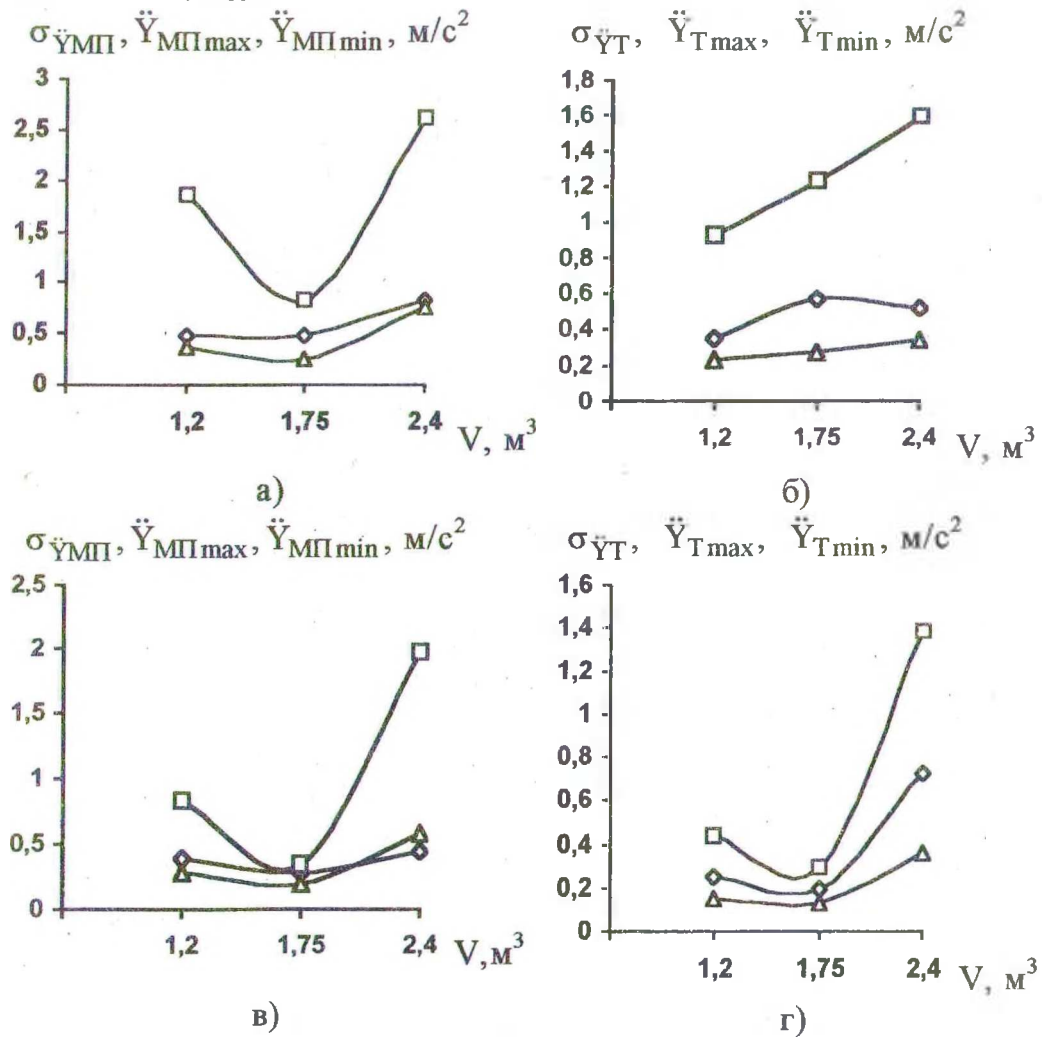 σŸМП, ŸМПmax, ŸМПmin, м/с²
3
2,5
2
1,5
1
0,5
0
1,2 1,75 2,4 V, м³
а)
σŸТ, ŸТmax, ŸТmin, м/с²
1,8
1,6
1,4
1,2
1
0,8
0,6
0,4
0,2
0
1,2 1,75 2,4 V, м³
б)
σŸМП, ŸМПmax, ŸМПmin, м/с²
2,5
2
1,5
1
0,5
0
1,2 1,75 2,4 V,м³
в)
σŸТ, ŸТmax, ŸТmin, м/с²
1,6
1,4
1,2
1
0,8
0,6
0,4
0,2
0
1,2 1,75 2,4 V, м³
г)